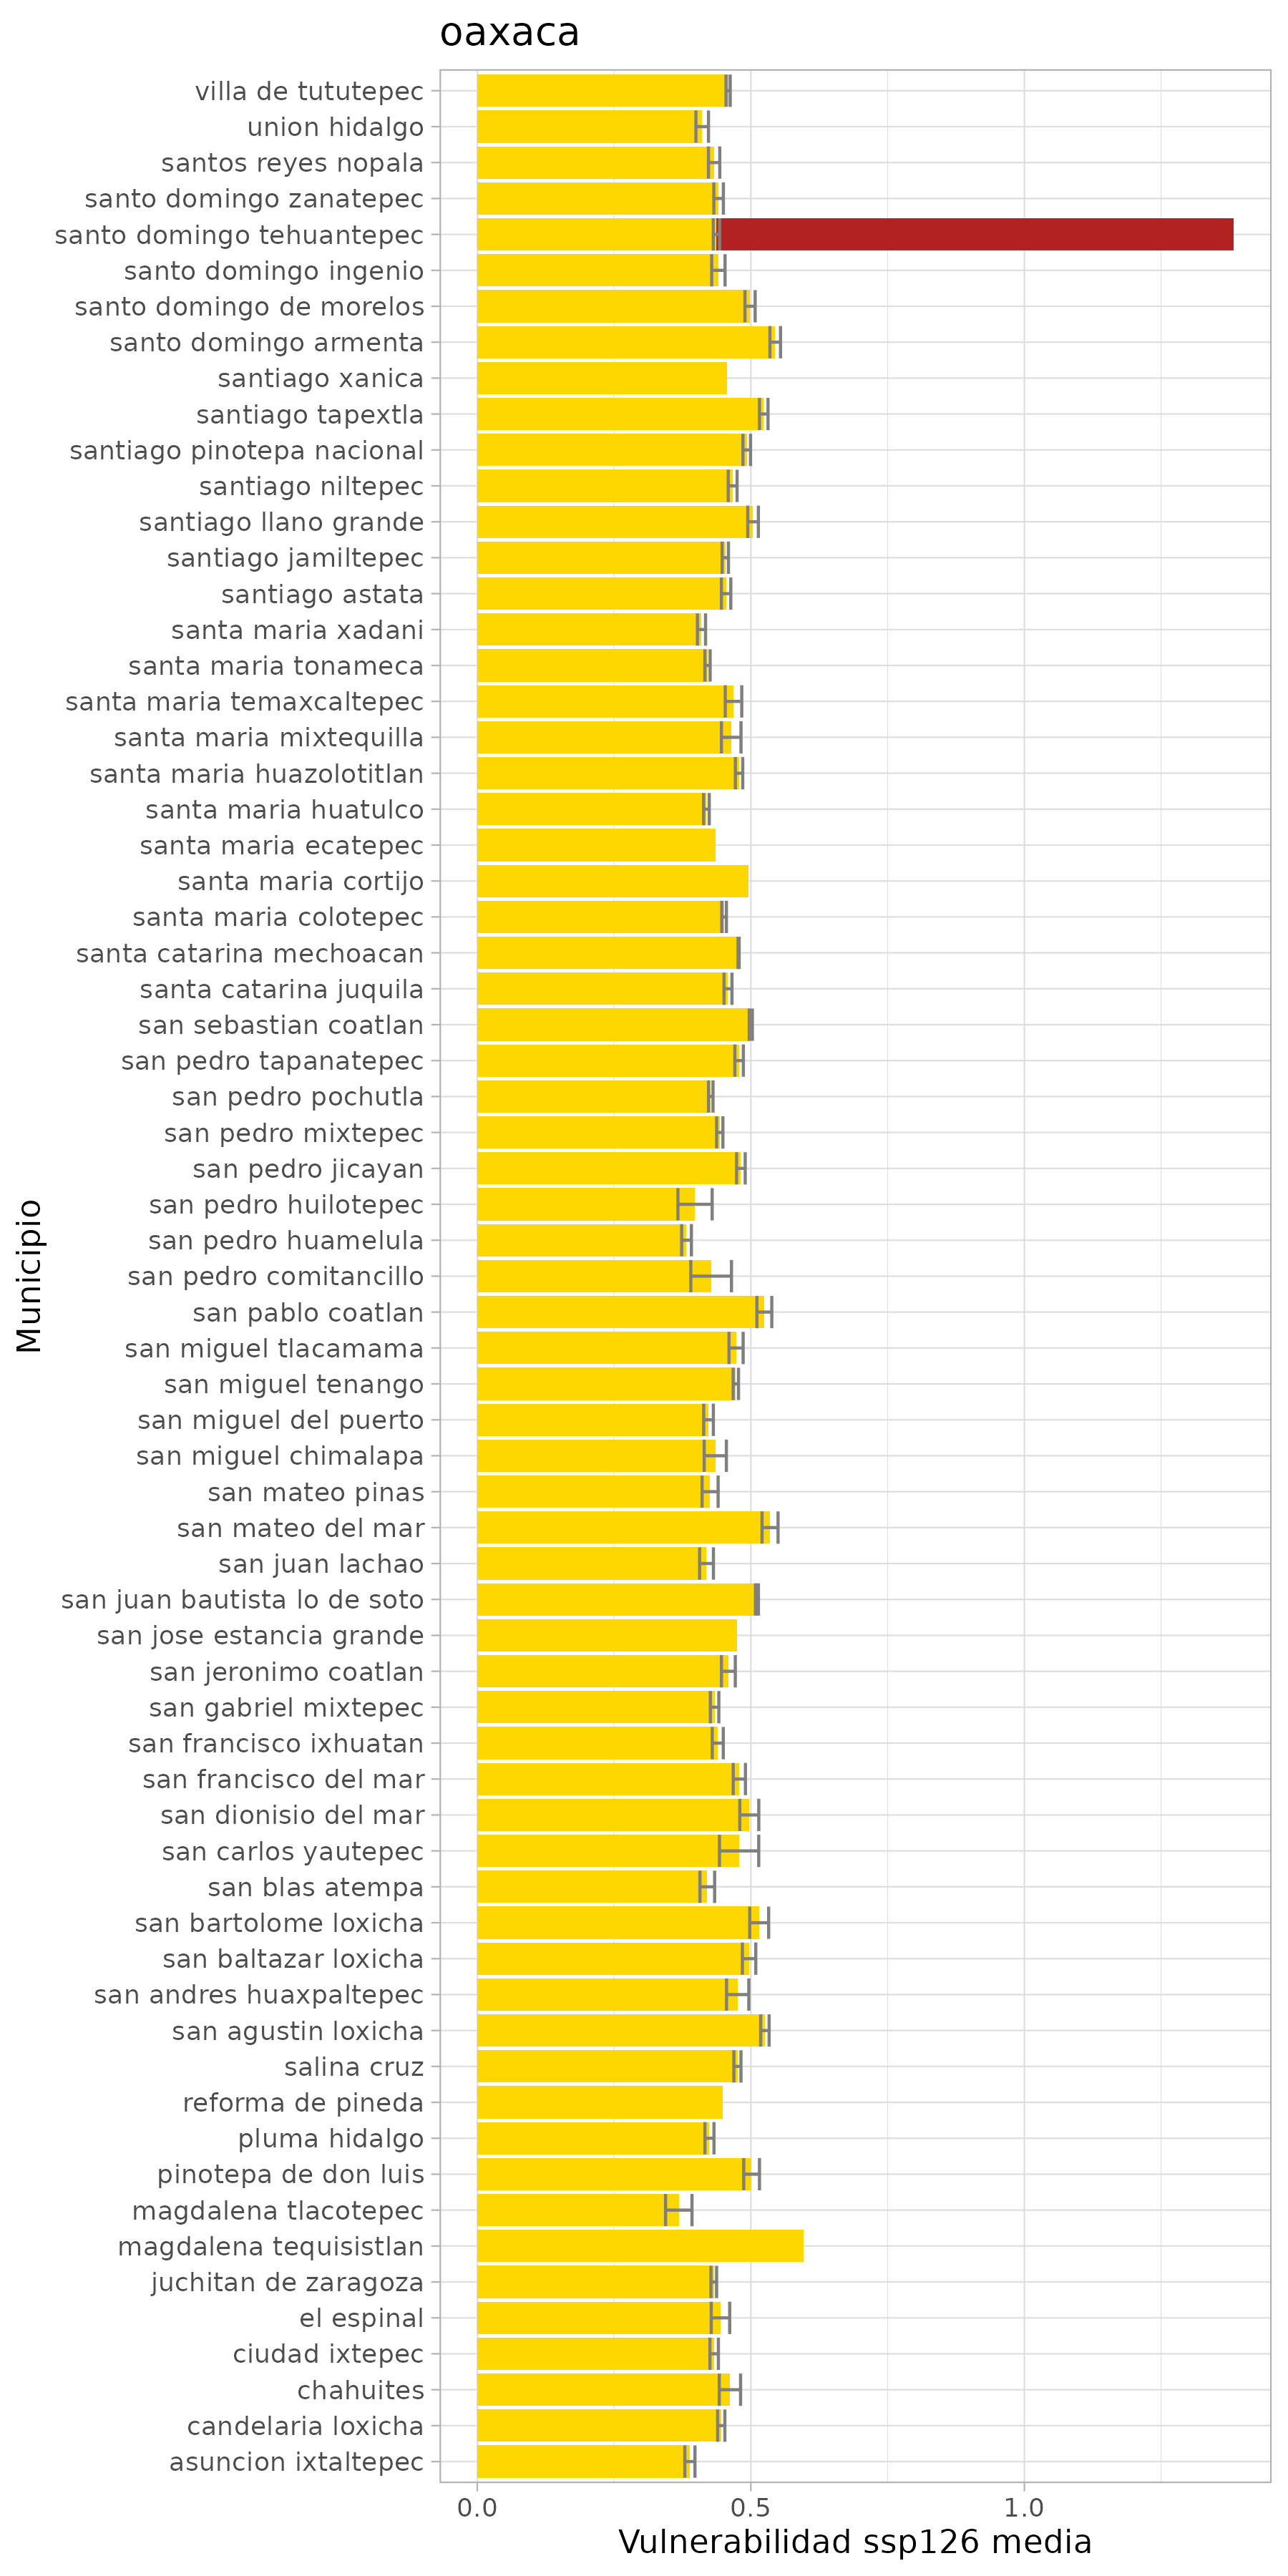 oaxaca
villa de tututepec
union hidalgo
santos reyes nopala
santo domingo zanatepec
santo domingo tehuantepec
santo domingo ingenio
santo domingo de morelos
santo domingo armenta
santiago xanica
santiago tapextla
santiago pinotepa nacional
santiago niltepec
santiago llano grande
santiago jamiltepec
santiago astata
santa maria xadani
santa maria tonameca
santa maria temaxcaltepec
santa maria mixtequilla
santa maria huazolotitlan
santa maria huatulco
santa maria ecatepec
santa maria cortijo
santa maria colotepec
santa catarina mechoacan
santa catarina juquila
san sebastian coatlan
san pedro tapanatepec
san pedro pochutla
san pedro mixtepec
san pedro jicayan
san pedro huilotepec
san pedro huamelula
san pedro comitancillo
san pablo coatlan
san miguel tlacamama
san miguel tenango
san miguel del puerto
san miguel chimalapa
san mateo pinas
san mateo del mar
san juan lachao
san juan bautista lo de soto
san jose estancia grande
san jeronimo coatlan
san gabriel mixtepec
san francisco ixhuatan
san francisco del mar
san dionisio del mar
san carlos yautepec
san blas atempa
san bartolome loxicha
san baltazar loxicha
san andres huaxpaltepec
san agustin loxicha
salina cruz
reforma de pineda
pluma hidalgo
pinotepa de don luis
magdalena tlacotepec
magdalena tequisistlan
juchitan de zaragoza
el espinal
ciudad ixtepec
chahuites
candelaria loxicha
asuncion ixtaltepec
Municipio
0.0 0.5 1.0
Vulnerabilidad ssp126 media